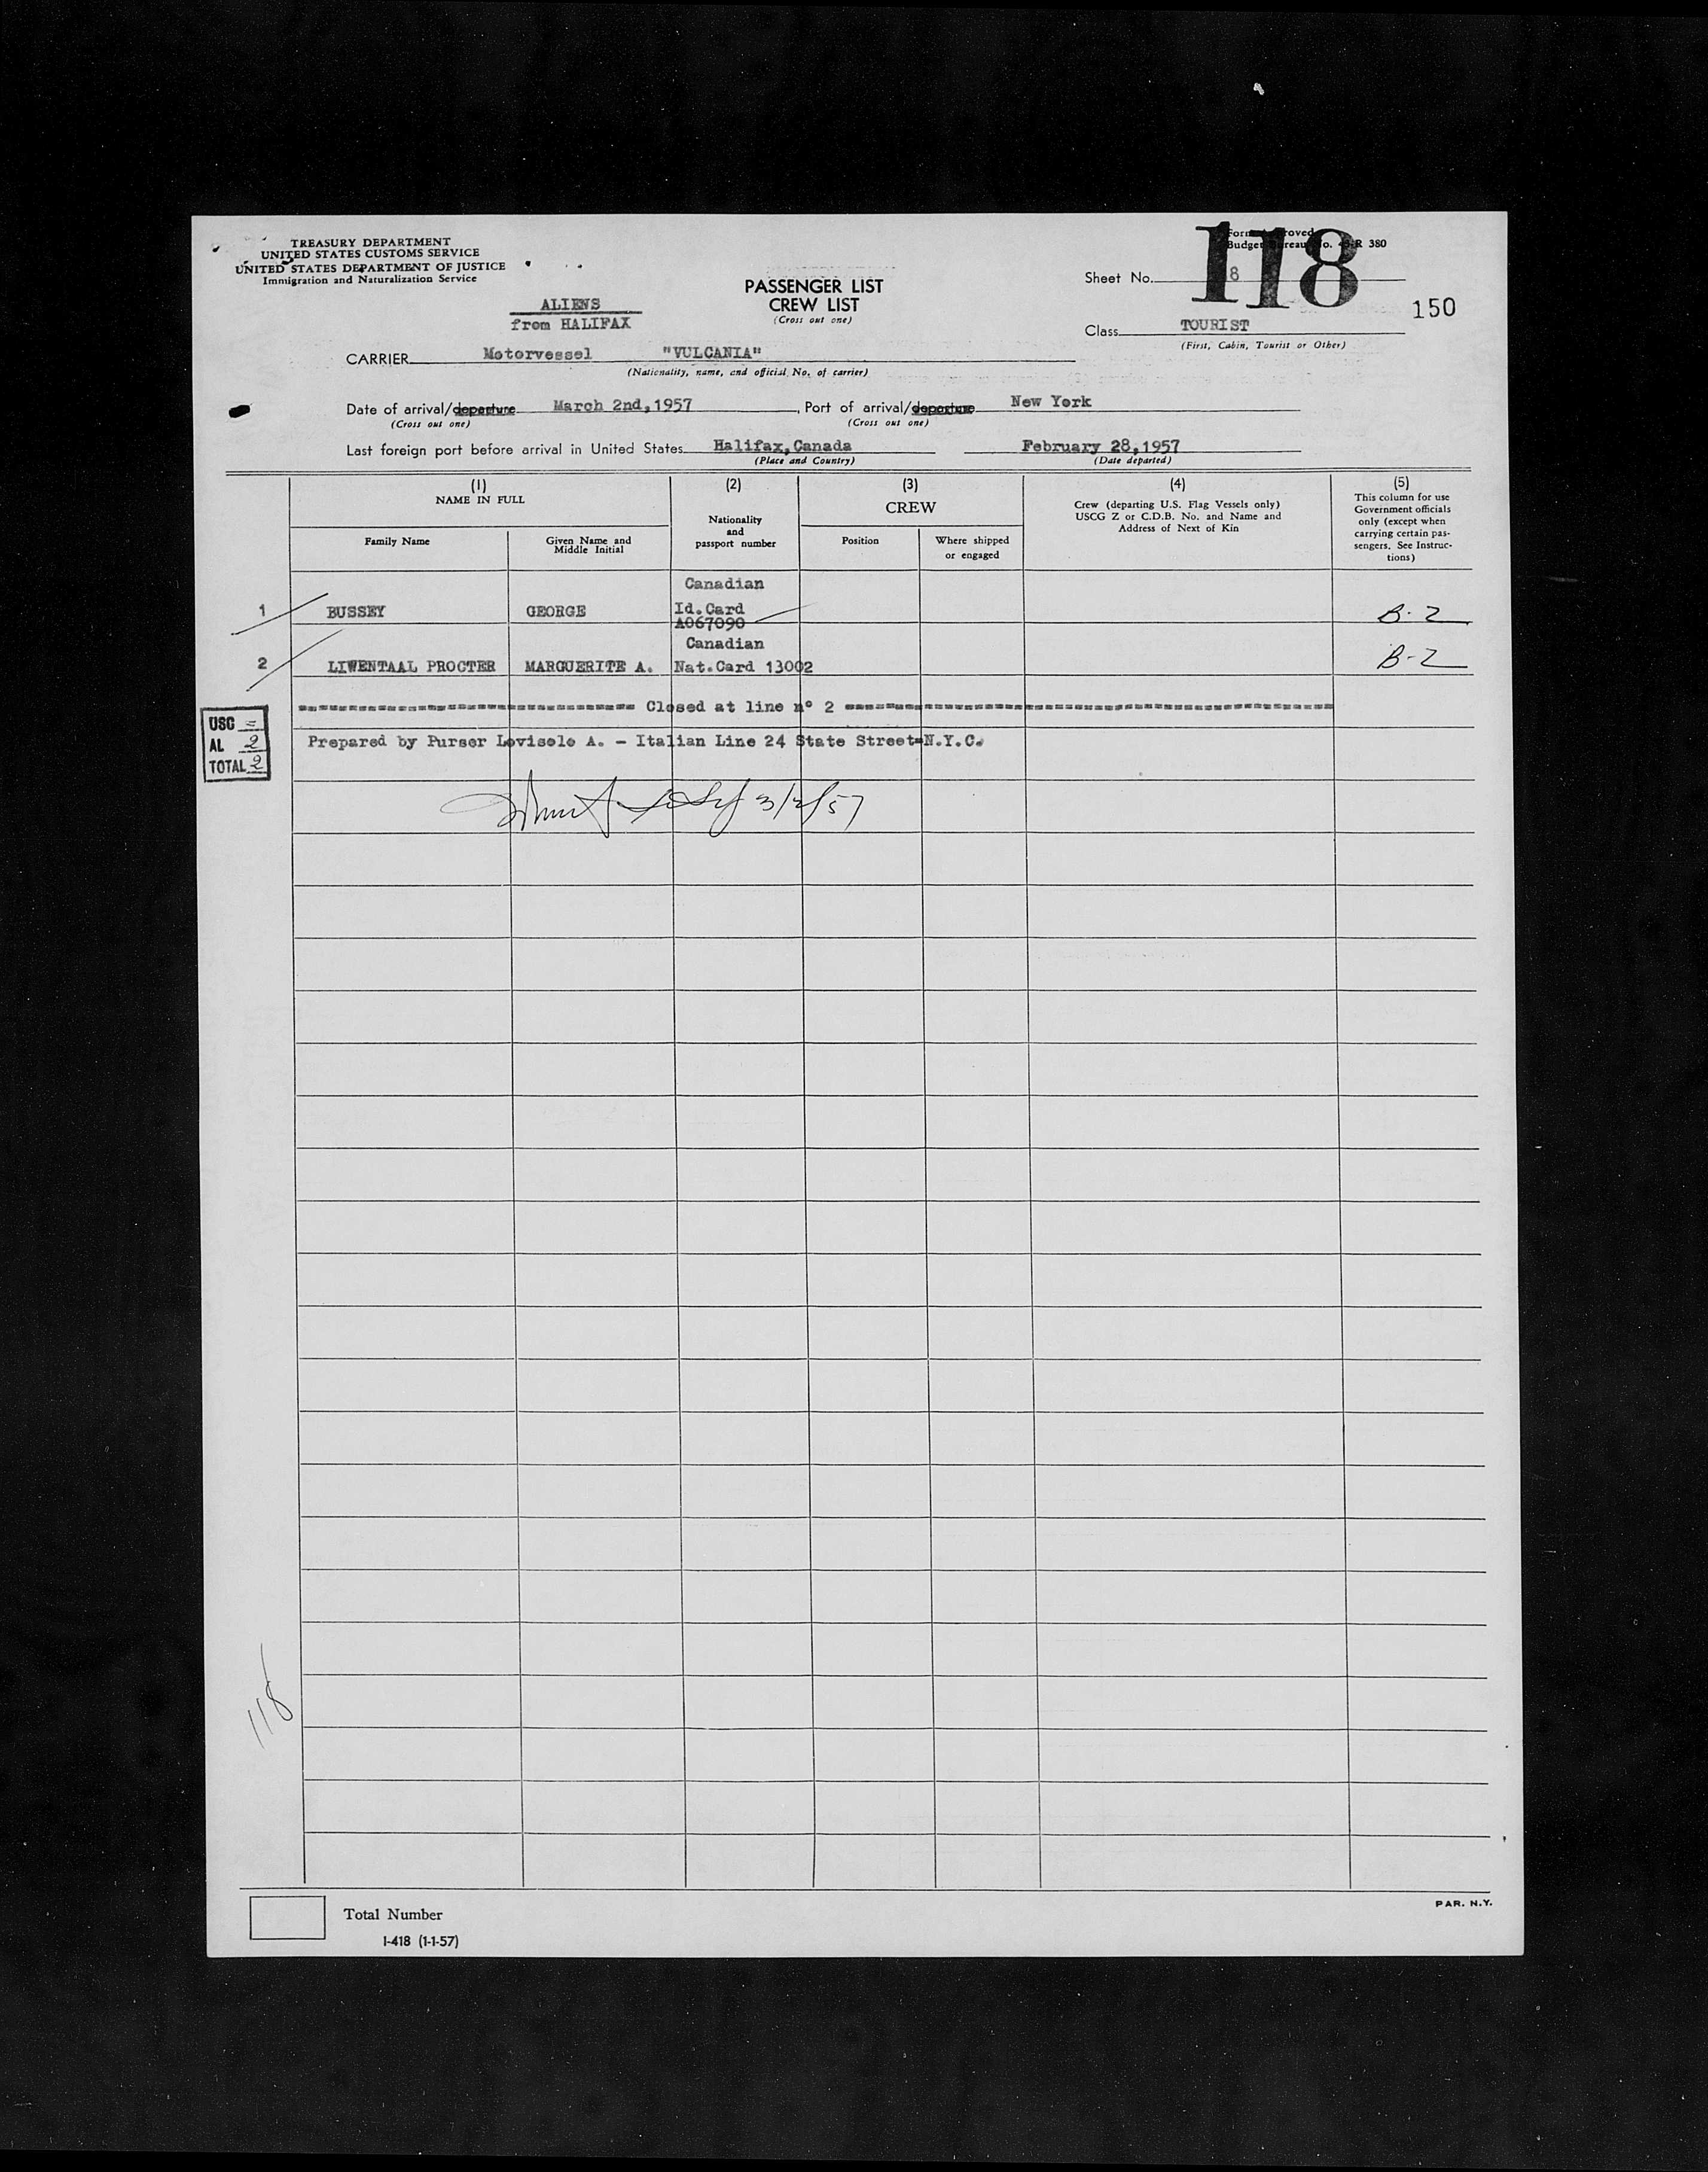 TREASURY DEPARTMENT
UNITED STATES CUSTOMS SERVICE
UNITED STATES DEPARTMENT OF JUSTICE
Immigration and Naturalization Service
ALIENS
from HALIFAX
PASSENGER LIST
CREW LIST
(Cross out one)
Form Approved
Budget Bureau No. R 380
118
Sheet No. 8
150
Class TOURIST
(First, Cabin, Tourist or Other)
CARRIER Motorvessel "VULCANIA"
(Nationality, name, and official No. of carrier)
Date of arrival/departure March 2nd,1957, Port of arrival/departure New York
(Cross out one) (Cross out one)
Last foreign port before arrival in United States Halifax,Canada February 28,1957
(Place and Country) (Date departed)
(1) (2) (3) (4) (5)
NAME IN FULL
Family Name
Given Name and
Middle Initial
Nationality
and
passport number
CREW
Position
Where shipped
or engaged
Crew (departing U.S. Flag Vessels only)
USCG Z or C.D.B. No. and Name and
Address of Next of Kin
This column for use
Government officials
only (except when
carrying certain pas-
sengers. See Instruc-
tions)
Canadian
1 BUSSEY GEORGE Id.Card B-2
A067090
Canadian
2 LIWENTAAL PROCTER MARGUERITE A. Nat.Card 13002 B-2
Closed at line n° 2
USC =
AL 2
TOTAL 2
Prepared by Purser Lovisolo A. - Italian Line 24 State Street=N.Y.C.
3/2/57
118
Total Number
I-418 (1-1-57)
PAR. N.Y.